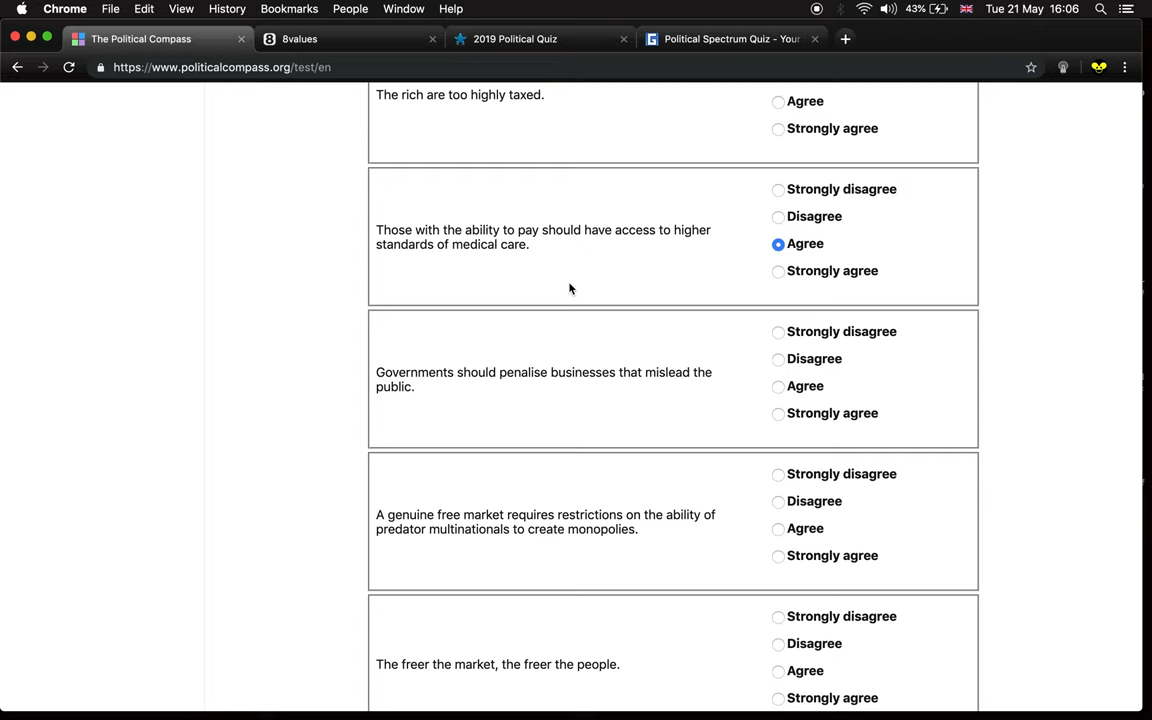 Chrome File Edit View History Bookmarks People Window Help 43% Tue 21 May 16:06
The Political Compass 8values 2019 Political Quiz Political Spectrum Quiz - Your
https://www.politicalcompass.org/test/en
The rich are too highly taxed.
Agree
Strongly agree
Those with the ability to pay should have access to higher
standards of medical care.
Strongly disagree
Disagree
Agree
Strongly agree
Governments should penalise businesses that mislead the
public.
Strongly disagree
Disagree
Agree
Strongly agree
A genuine free market requires restrictions on the ability of
predator multinationals to create monopolies.
Strongly disagree
Disagree
Agree
Strongly agree
The freer the market, the freer the people.
Strongly disagree
Disagree
Agree
Strongly agree